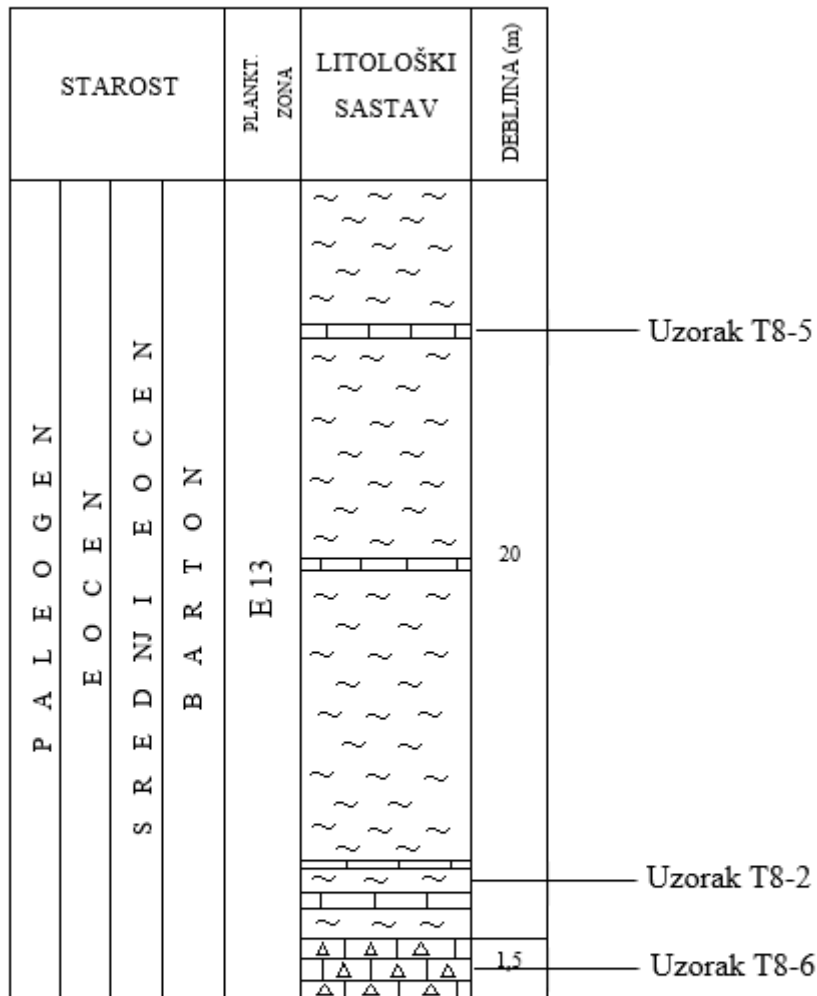 STAROST
PLANKT.
ZONA
LITOLOŠKI
SASTAV
DEBLJINA (m)
PALEOGEN
EOCEN
SREDNJI EOCEN
BARTON
E 13
20
1,5
Uzorak T8-5
Uzorak T8-2
Uzorak T8-6